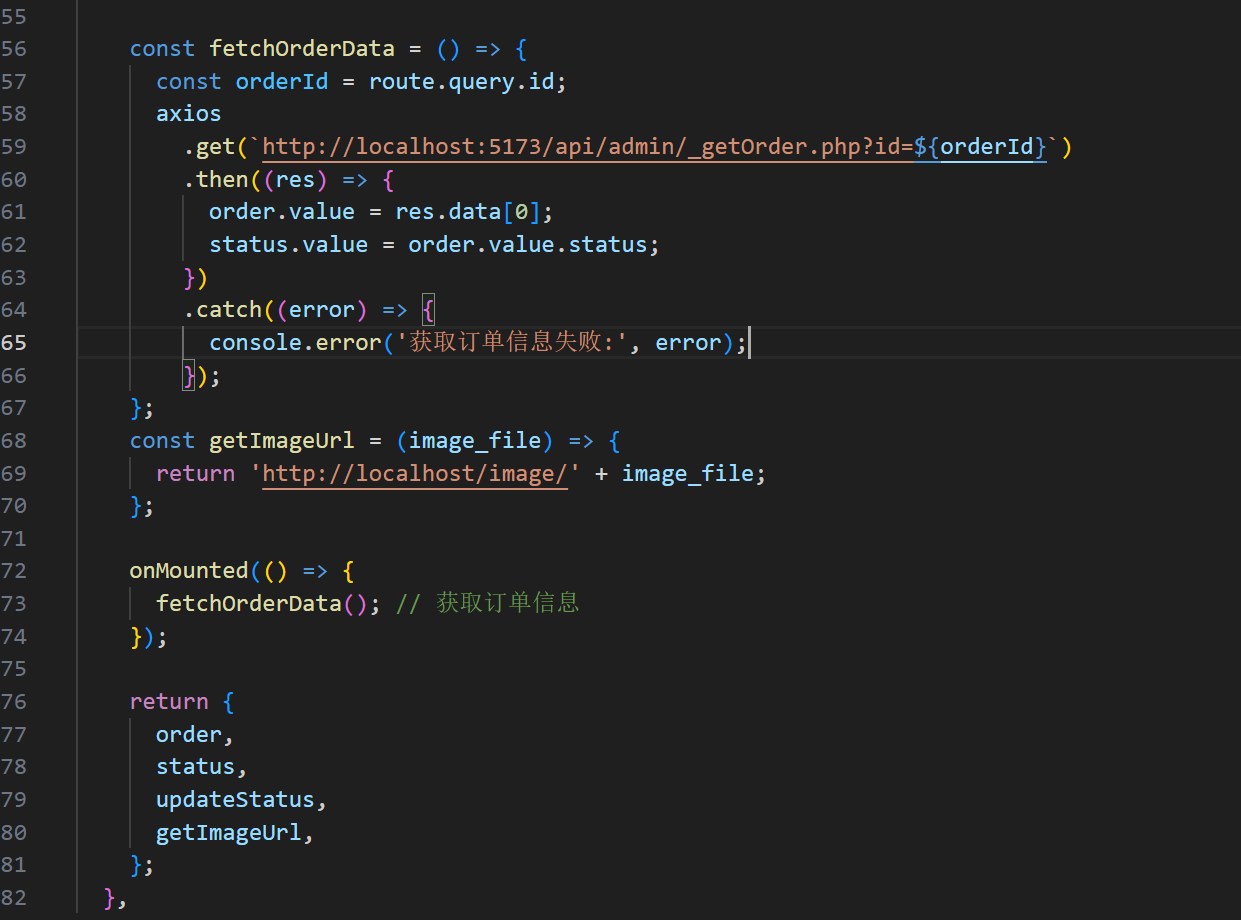 55
56 const fetchOrderData = () => {
57 const orderId = route.query.id;
58 axios
59 .get(`http://localhost:5173/api/admin/_getOrder.php?id=${orderId}`)
60 .then((res) => {
61 order.value = res.data[0];
62 status.value = order.value.status;
63 })
64 .catch((error) => {
65 console.error('获取订单信息失败:', error);
66 });
67 };
68 const getImageUrl = (image_file) => {
69 return 'http://localhost/image/' + image_file;
70 };
71
72 onMounted(() => {
73 fetchOrderData(); // 获取订单信息
74 });
75
76 return {
77 order,
78 status,
79 updateStatus,
80 getImageUrl,
81 };
82 },